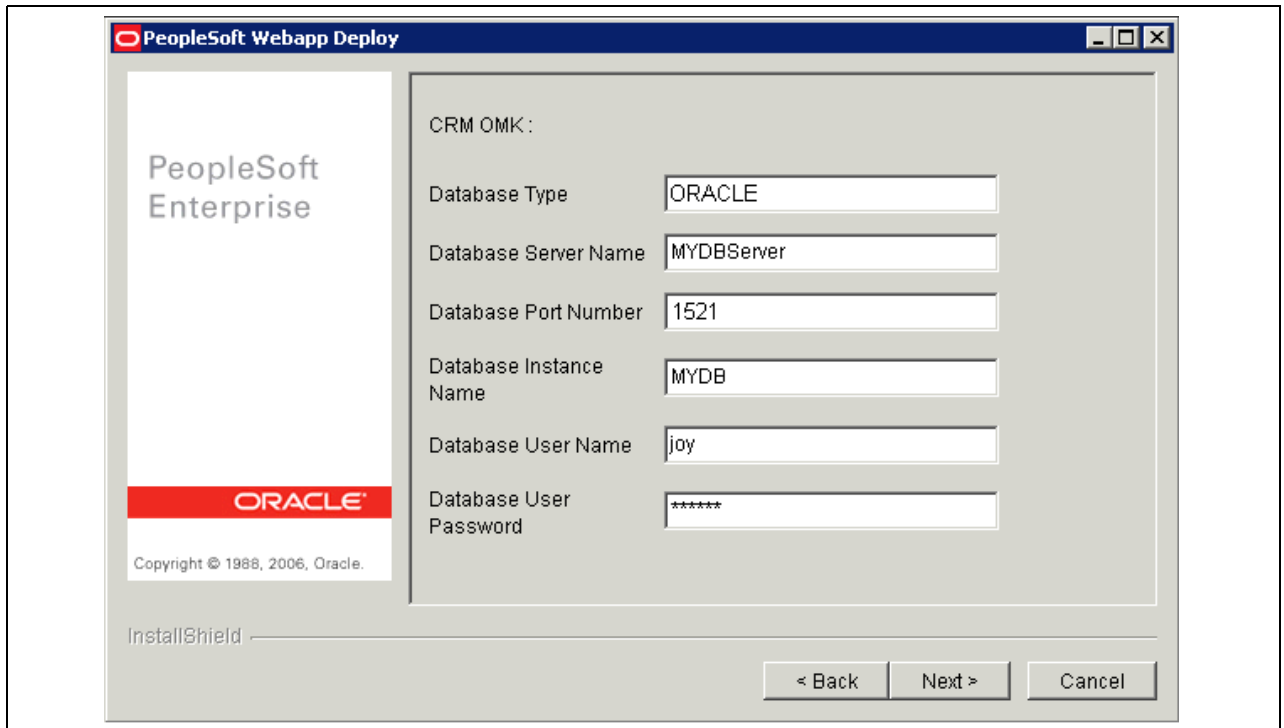 PeopleSoft Webapp Deploy
PeopleSoft
Enterprise
ORACLE
Copyright © 1988, 2006, Oracle.
CRM OMK:
Database Type
ORACLE
Database Server Name
MYDBServer
Database Port Number
1521
Database Instance
Name
MYDB
Database User Name
joy
Database User
Password
******
InstallShield
< Back
Next >
Cancel